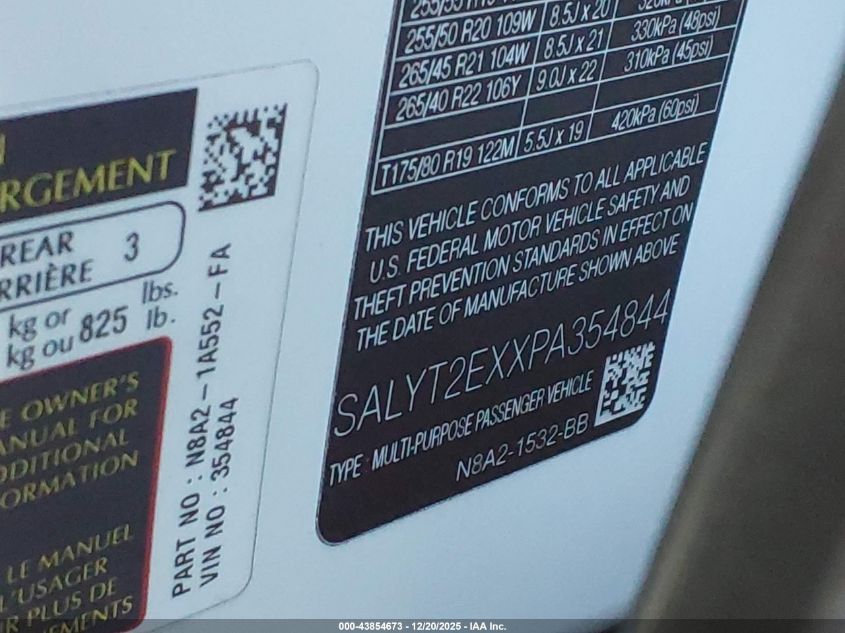 RGEMENT
REAR
RRIÈRE 3
kg or lbs.
kg ou 825 lb.
E OWNER'S
ANUAL FOR
DDITIONAL
ORMATION
LE MANUEL
L'USAGER
R PLUS DE
EMENTS
PART NO : N8A2-1A552-FA
VIN NO : 354844
255/50 R20 109W 8.5J x 20 330kPa (48psi)
265/45 R21 104W 8.5J x 21 310kPa (45psi)
265/40 R22 106Y 9.0J x 22
T175/80 R19 122M 5.5J x 19 420kPa (60psi)
THIS VEHICLE CONFORMS TO ALL APPLICABLE
U.S. FEDERAL MOTOR VEHICLE SAFETY AND
THEFT PREVENTION STANDARDS IN EFFECT ON
THE DATE OF MANUFACTURE SHOWN ABOVE
SALYT2EXXPA354844
TYPE : MULTI-PURPOSE PASSENGER VEHICLE
N8A2-1532-BB
000-43854673 - 12/20/2025 - IAA Inc.